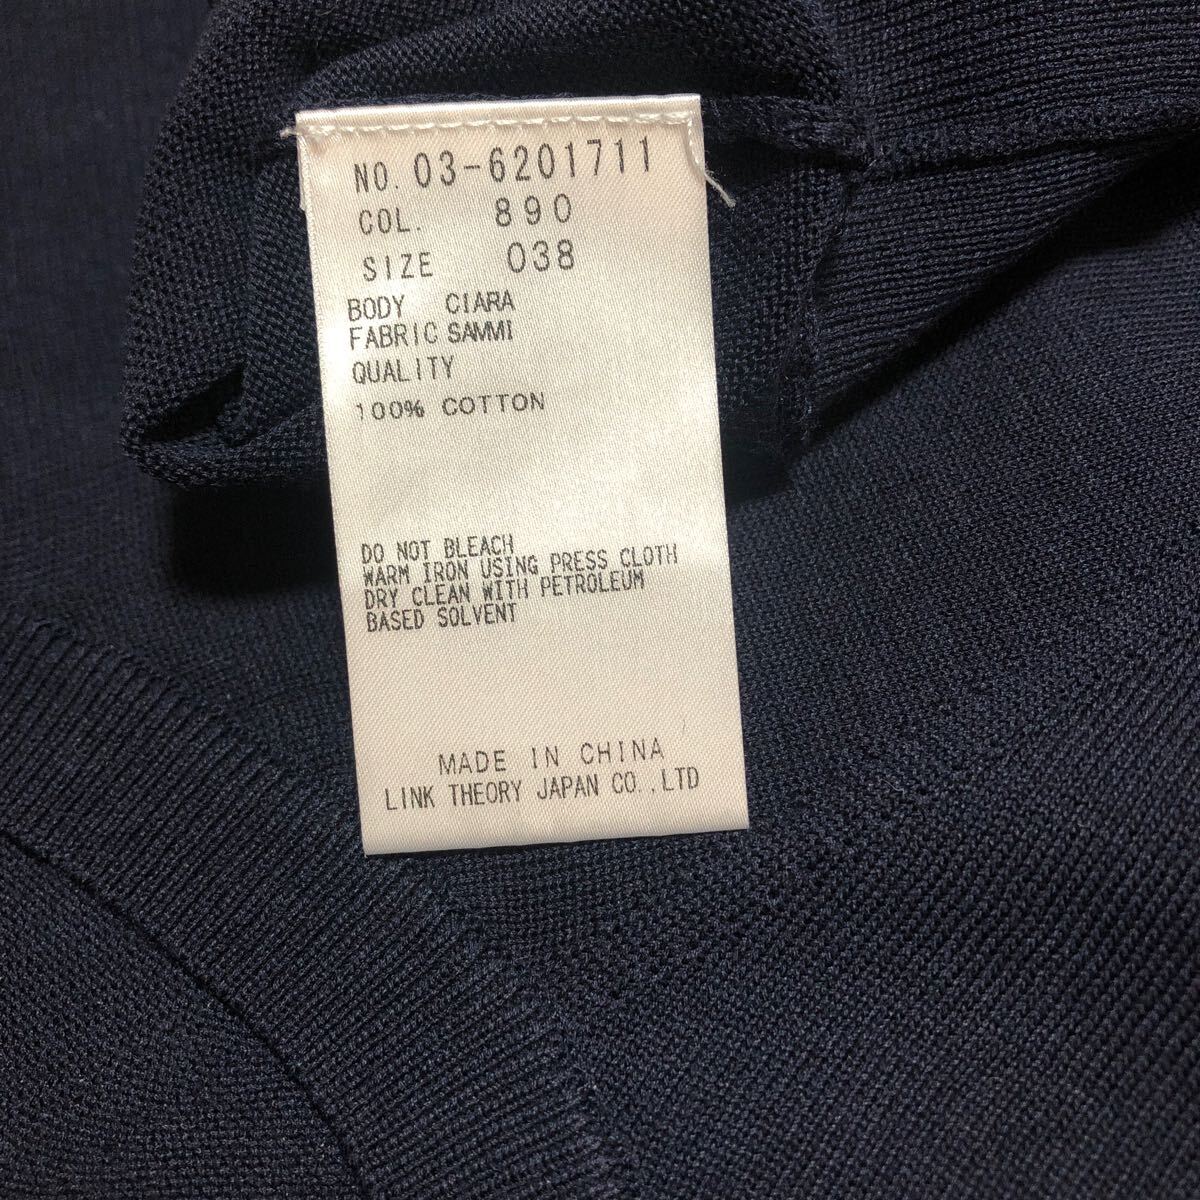 NO. 03-6201711
COL. 890
SIZE 038
BODY CIARA
FABRIC SAMMI
QUALITY
100% COTTON
DO NOT BLEACH
WARM IRON USING PRESS CLOTH
DRY CLEAN WITH PETROLEUM
BASED SOLVENT
MADE IN CHINA
LINK THEORY JAPAN CO.,LTD